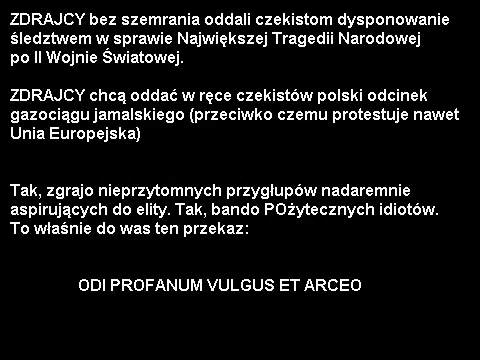 ZDRAJCY bez szemrania oddali czekistom dysponowanie
śledztwem w sprawie Największej Tragedii Narodowej
po II Wojnie Światowej.
ZDRAJCY chcą oddać w ręce czekistów polski odcinek
gazociągu jamalskiego (przeciwko czemu protestuje nawet
Unia Europejska)
Tak, zgrajo nieprzytomnych przygłupów nadaremnie
aspirujących do elity. Tak, bando POżytecznych idiotów.
To właśnie do was ten przekaz:
ODI PROFANUM VULGUS ET ARCEO